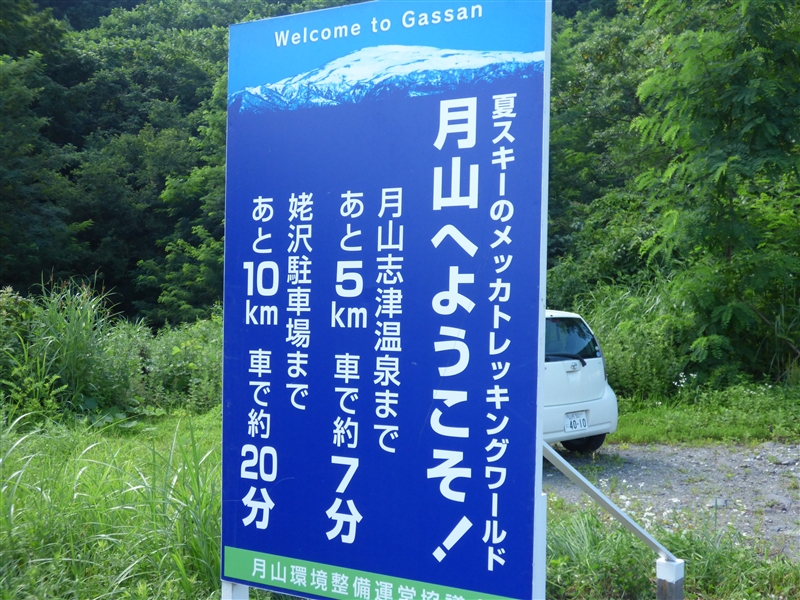 Welcome to Gassan
夏スキーのメッカトレッキングワールド
月山へようこそ!
月山志津温泉まで
あと5km 車で約7分
姥沢駐車場まで
あと10km 車で約20分
月山環境整備運営協議
40-10